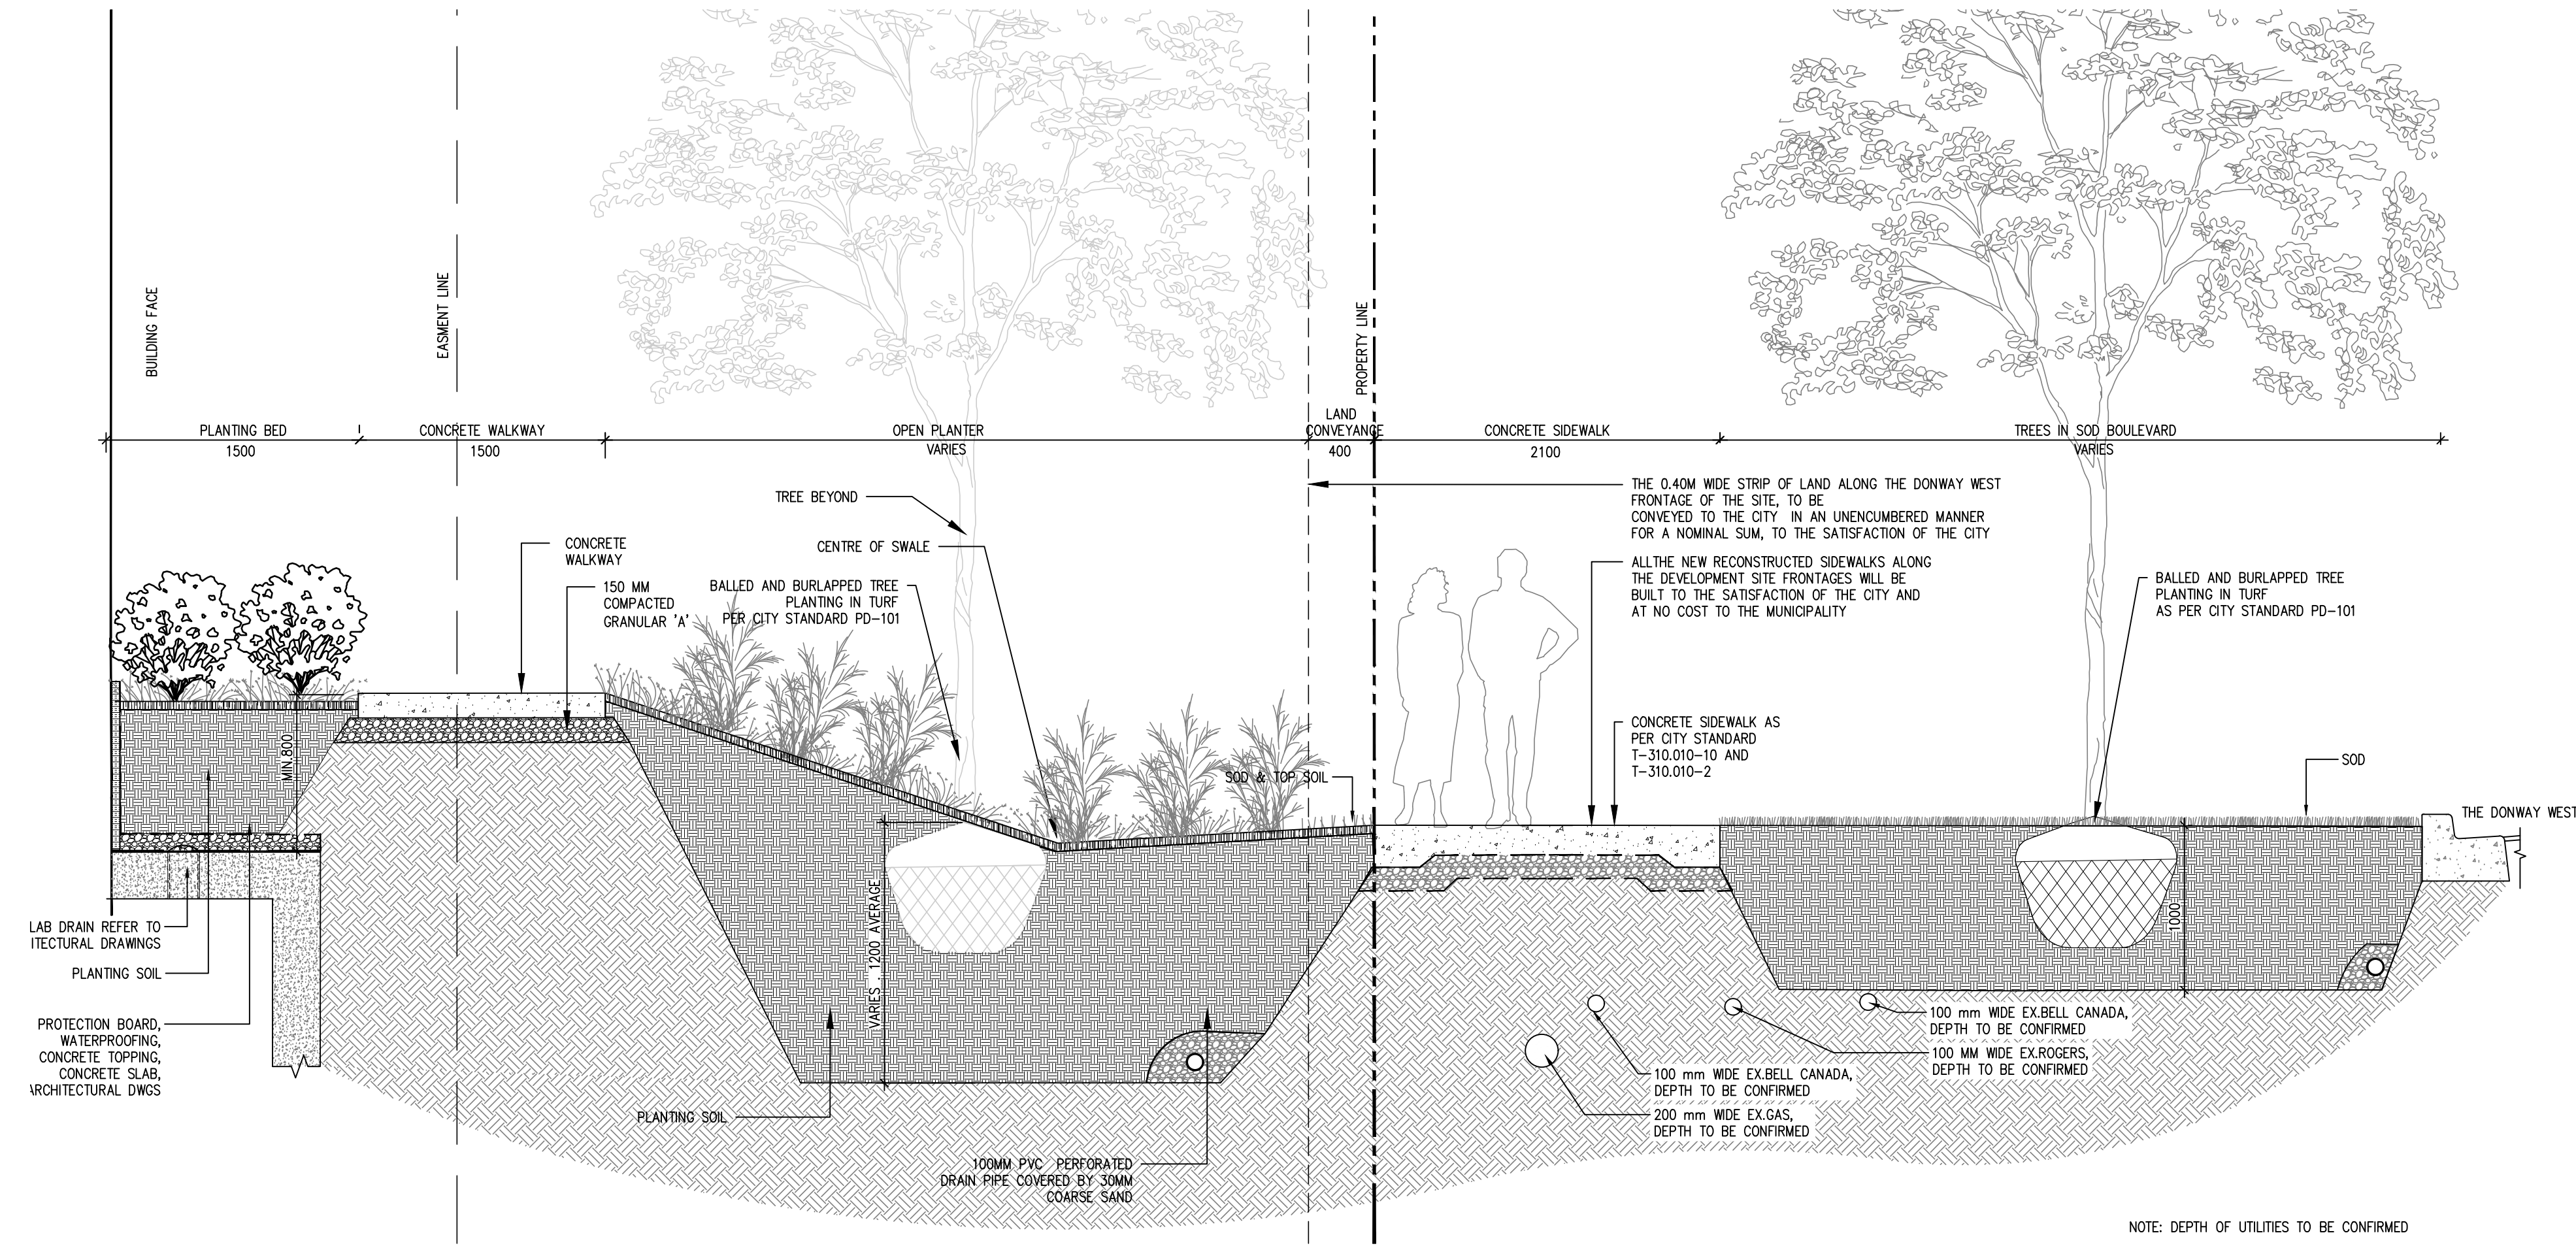 BUILDING FACE
EASMENT LINE
PROPERTY LINE
PLANTING BED
1500
CONCRETE WALKWAY
1500
OPEN PLANTER
VARIES
LAND
CONVEYANCE
400
CONCRETE SIDEWALK
2100
TREES IN SOD BOULEVARD
VARIES
TREE BEYOND
CENTRE OF SWALE
CONCRETE
WALKWAY
150 MM
COMPACTED
GRANULAR 'A'
BALLED AND BURLAPPED TREE
PLANTING IN TURF
PER CITY STANDARD PD-101
THE 0.40M WIDE STRIP OF LAND ALONG THE DONWAY WEST
FRONTAGE OF THE SITE, TO BE
CONVEYED TO THE CITY IN AN UNENCUMBERED MANNER
FOR A NOMINAL SUM, TO THE SATISFACTION OF THE CITY
ALLTHE NEW RECONSTRUCTED SIDEWALKS ALONG
THE DEVELOPMENT SITE FRONTAGES WILL BE
BUILT TO THE SATISFACTION OF THE CITY AND
AT NO COST TO THE MUNICIPALITY
BALLED AND BURLAPPED TREE
PLANTING IN TURF
AS PER CITY STANDARD PD-101
CONCRETE SIDEWALK AS
PER CITY STANDARD
T-310.010-10 AND
T-310.010-2
SOD & TOP SOIL
SOD
THE DONWAY WEST
MIN.800
VARIES . 1200 AVERAGE
1000
LAB DRAIN REFER TO
ITECTURAL DRAWINGS
PLANTING SOIL
PROTECTION BOARD,
WATERPROOFING,
CONCRETE TOPPING,
CONCRETE SLAB,
ARCHITECTURAL DWGS
PLANTING SOIL
100MM PVC PERFORATED
DRAIN PIPE COVERED BY 30MM
COARSE SAND
100 mm WIDE EX.BELL CANADA,
DEPTH TO BE CONFIRMED
100 MM WIDE EX.ROGERS,
DEPTH TO BE CONFIRMED
100 mm WIDE EX.BELL CANADA,
DEPTH TO BE CONFIRMED
200 mm WIDE EX.GAS,
DEPTH TO BE CONFIRMED
NOTE: DEPTH OF UTILITIES TO BE CONFIRMED